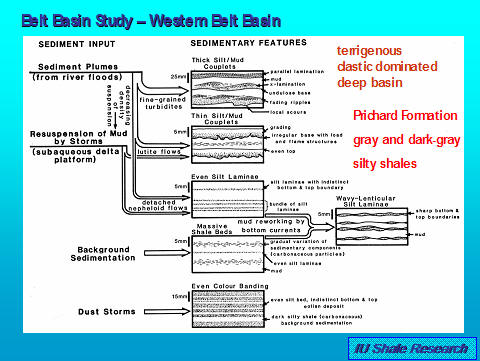 Belt Basin Study – Western Belt Basin
SEDIMENT INPUT
SEDIMENTARY FEATURES
Sediment Plumes
(from river floods)
decreasing
density
of
suspension
Resuspension of Mud
by Storms
(subaqueous delta
platform)
Background
Sedimentation
Dust Storms
fine-grained
turbidites
lutite flows
detached
nepheloid flows
mud reworking by
bottom currents
Thick Silt/Mud
Couplets
25mm
parallel lamination
mud
x-lamination
undulose base
fading ripples
local scours
Thin Silt/Mud
Couplets
5mm
grading
irregular base with load
and flame structures
even top
Even Silt Laminae
5mm
silt laminae with indistinct
bottom & top boundary
bundle of silt
laminae
Wavy-Lenticular
Silt Laminae
5mm
sharp bottom &
top boundaries
mud
Massive
Shale Beds
5mm
gradual variation of
sedimentary components
(carbonaceous particles)
even silt laminae
mud
Even Colour Banding
15mm
even silt bed, indistinct bottom & top
eolian deposit
dark silty shale (carbonaceous)
background sedimentation
terrigenous
clastic dominated
deep basin
Prichard Formation
gray and dark-gray
silty shales
IU Shale Research